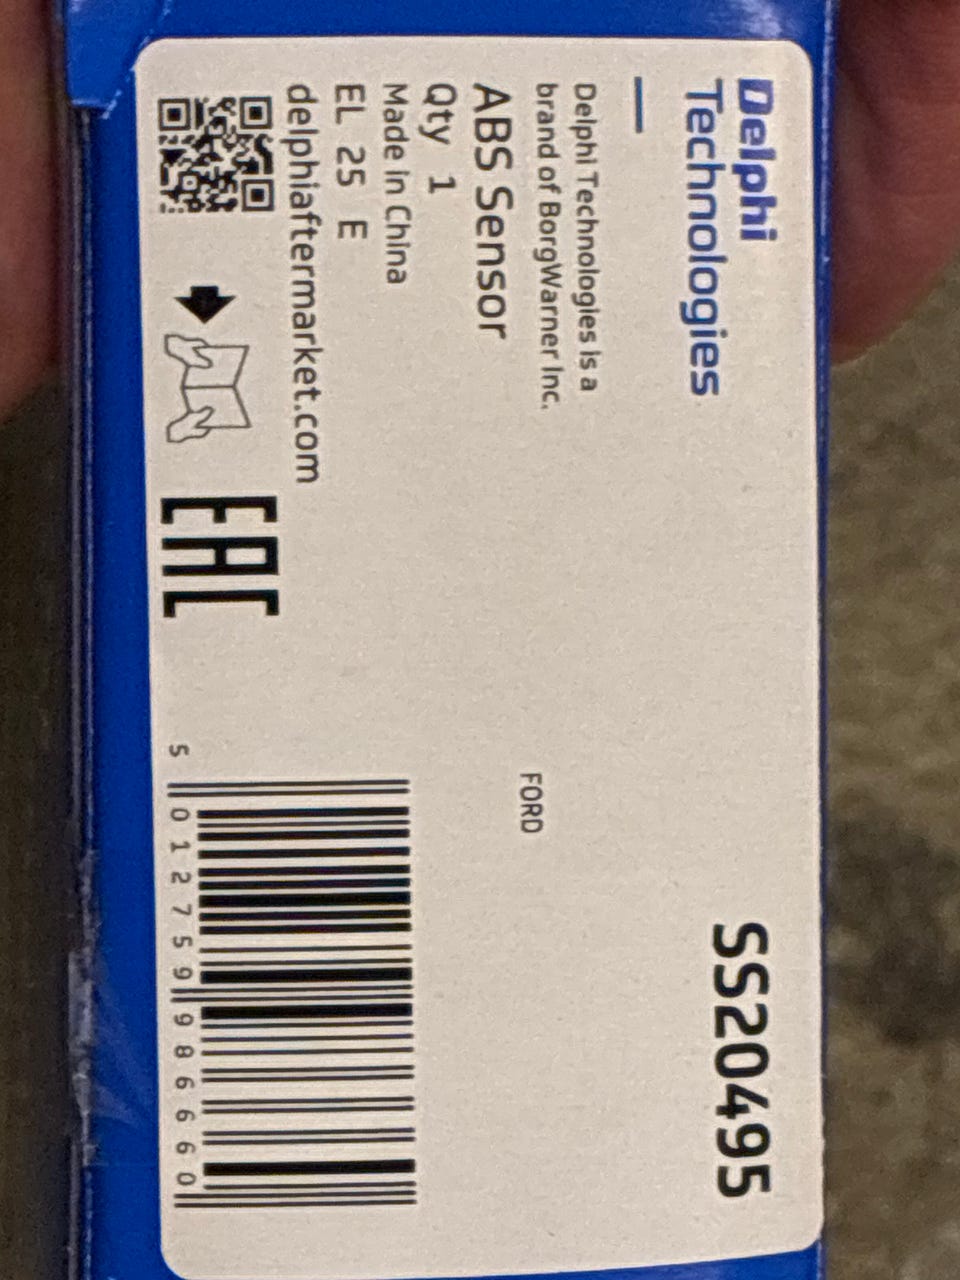 Delphi
Technologies
SS20495
Delphi Technologies is a
brand of BorgWarner Inc.
FORD
ABS Sensor
Qty 1
Made in China
EL 25 E
delphiaftermarket.com
EAC
5 012759 986660